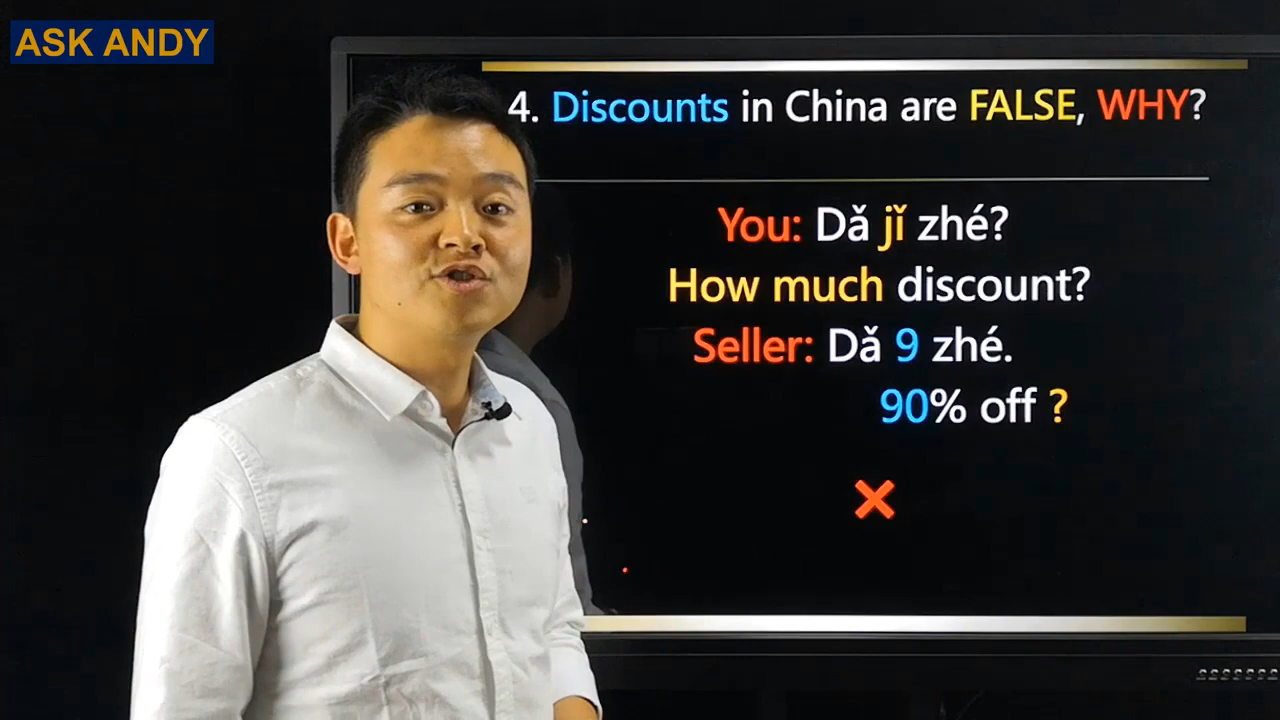 ASK ANDY
4. Discounts in China are FALSE, WHY?
You: Dǎ jǐ zhé?
How much discount?
Seller: Dǎ 9 zhé.
90% off ?